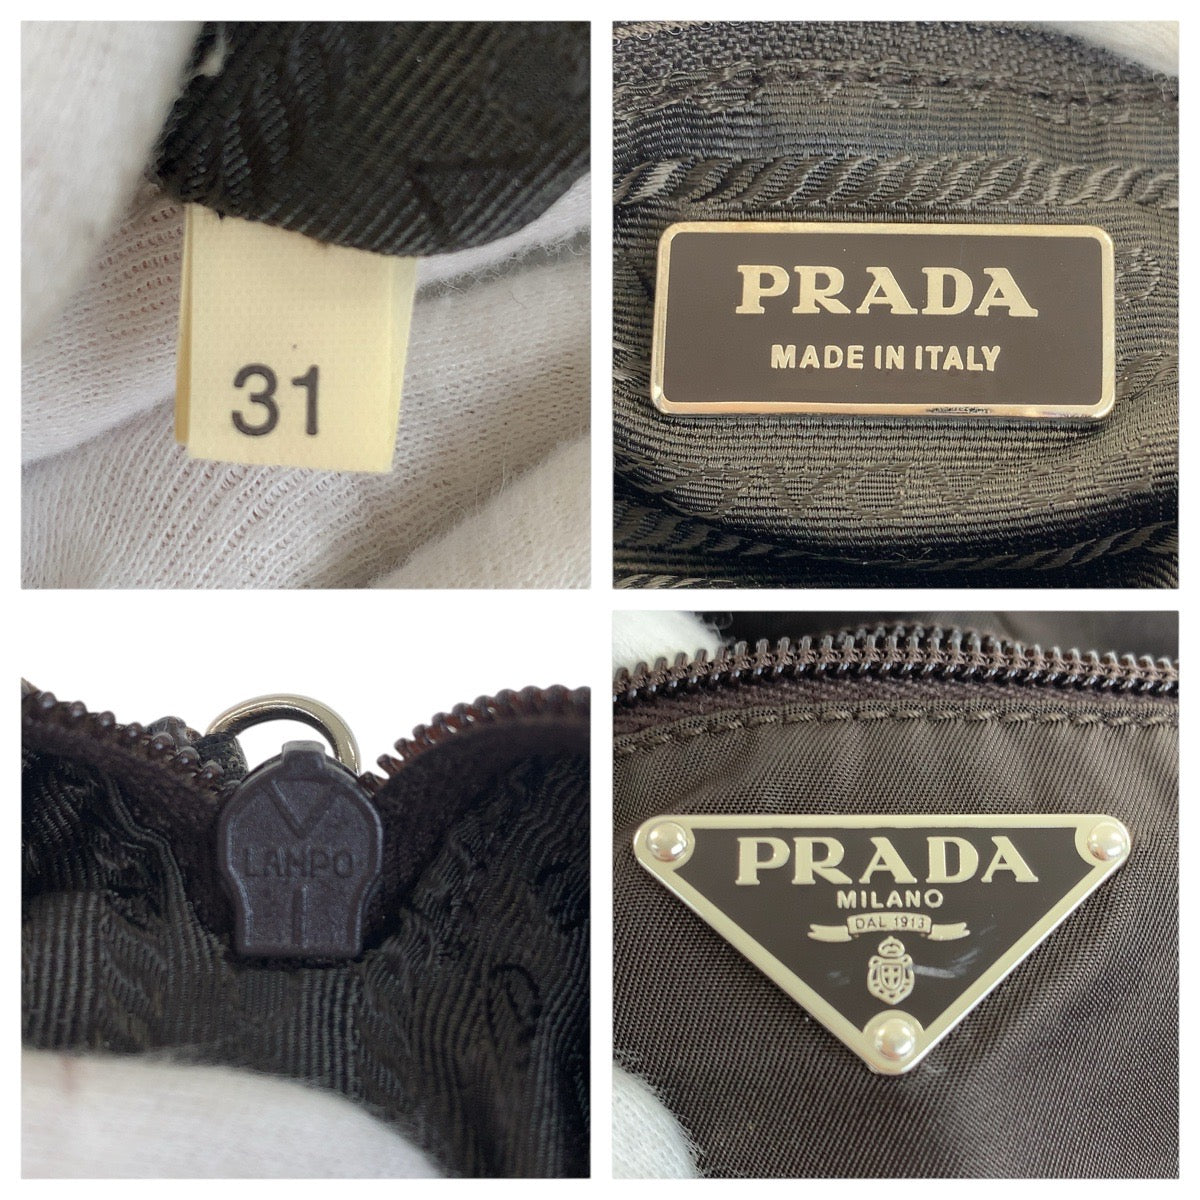 31
PRADA
MADE IN ITALY
LAMPO
PRADA
MILANO
DAL 1913